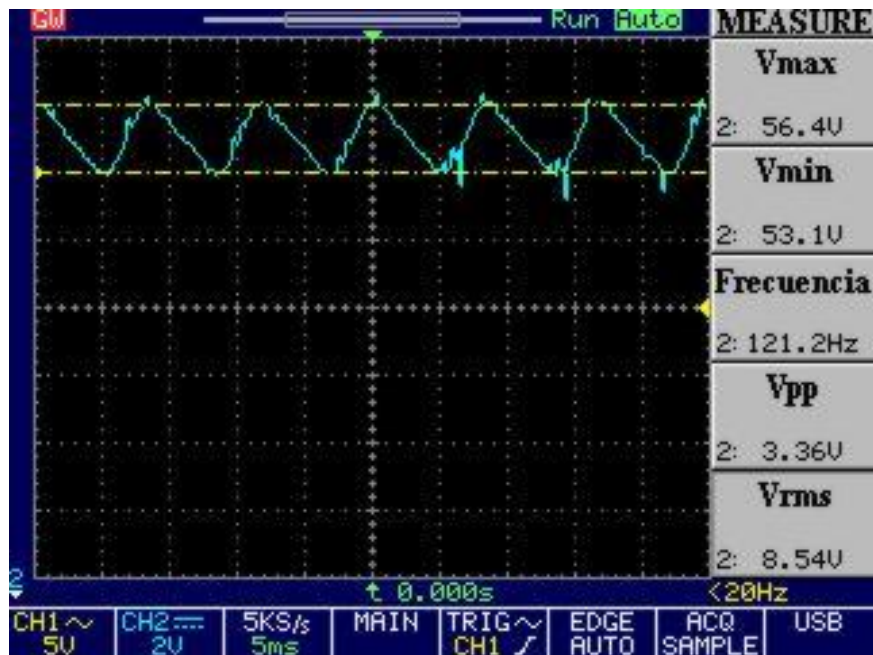 GW Run Auto MEASURE
Vmax
2: 56.4V
Vmin
2: 53.1V
Frecuencia
2: 121.2Hz
Vpp
2: 3.36V
Vrms
2: 8.54V
2
0.000s <20Hz
CH1 CH2 5KS/s MAIN TRIG EDGE ACQ USB
5V 2V 5ms CH1 AUTO SAMPLE